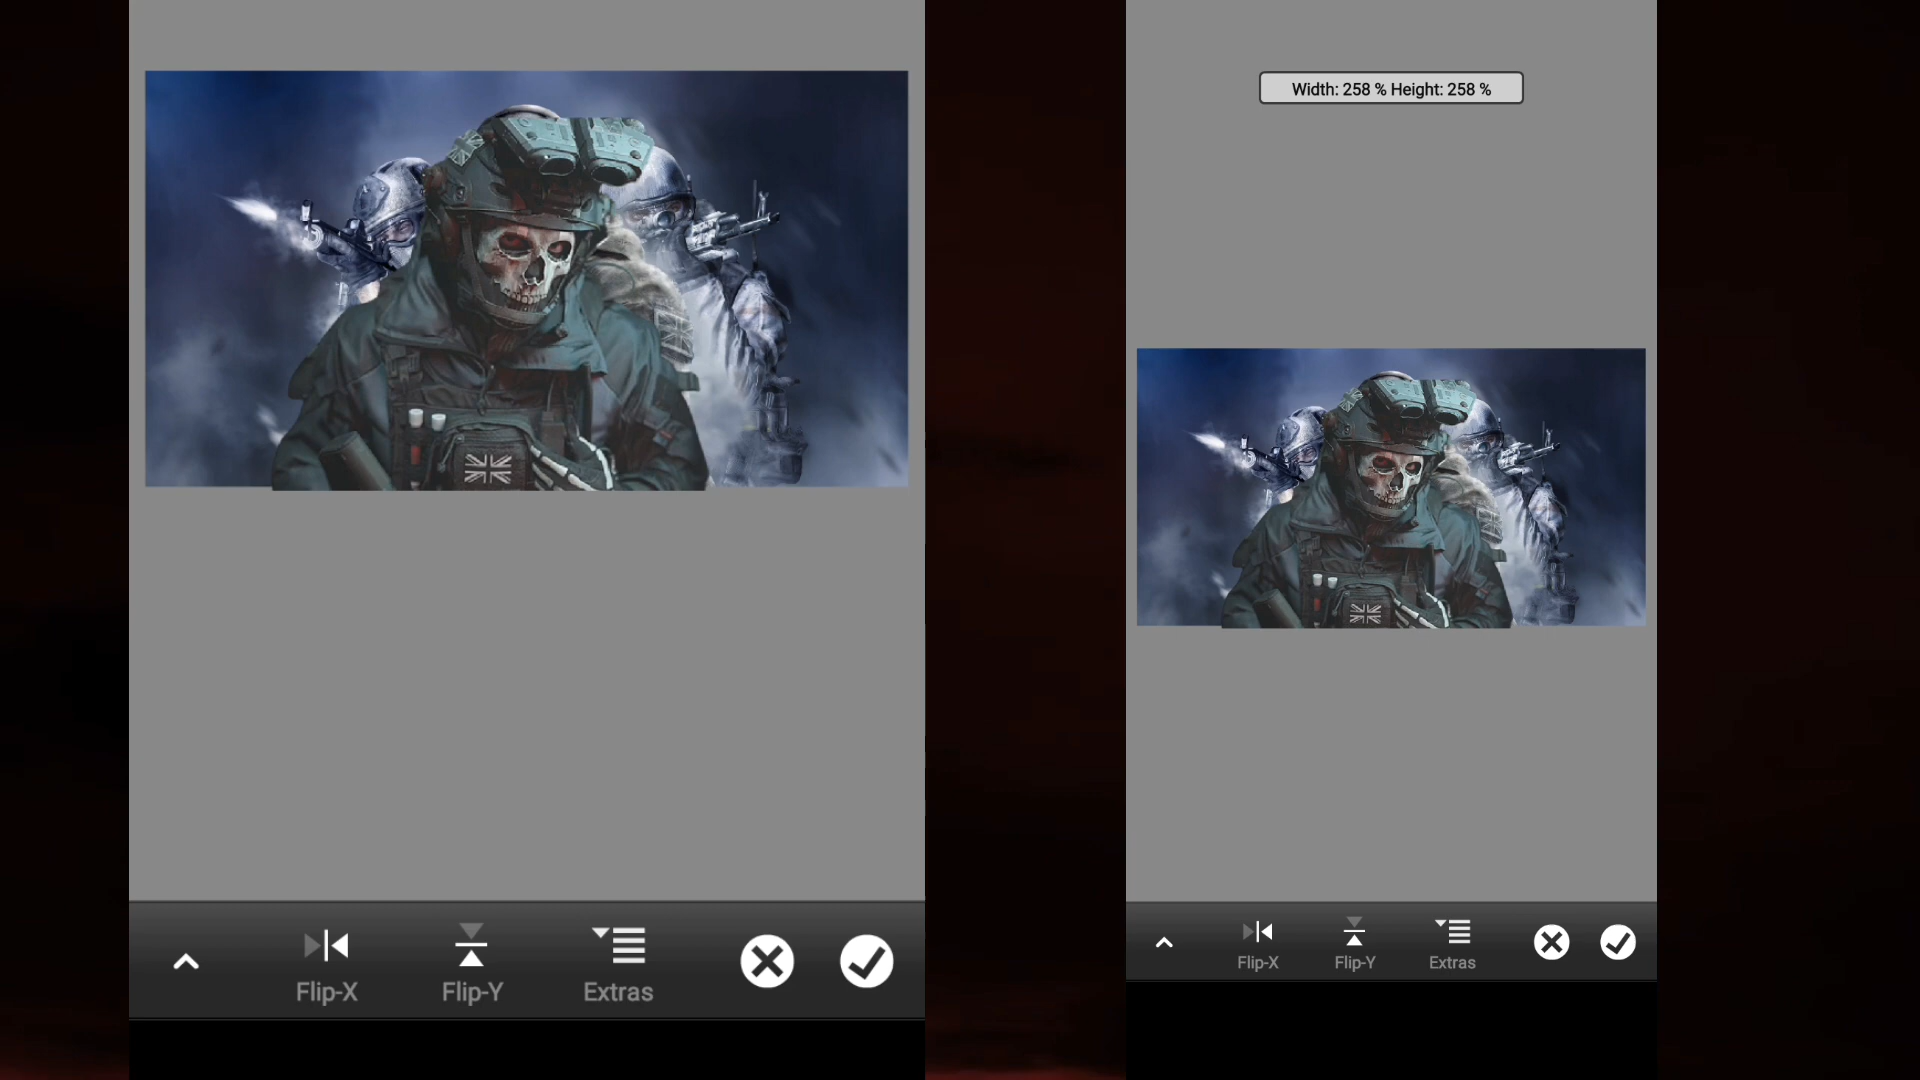 Width: 258 % Height: 258 %
Flip-X
Flip-Y
Extras
Flip-X
Flip-Y
Extras